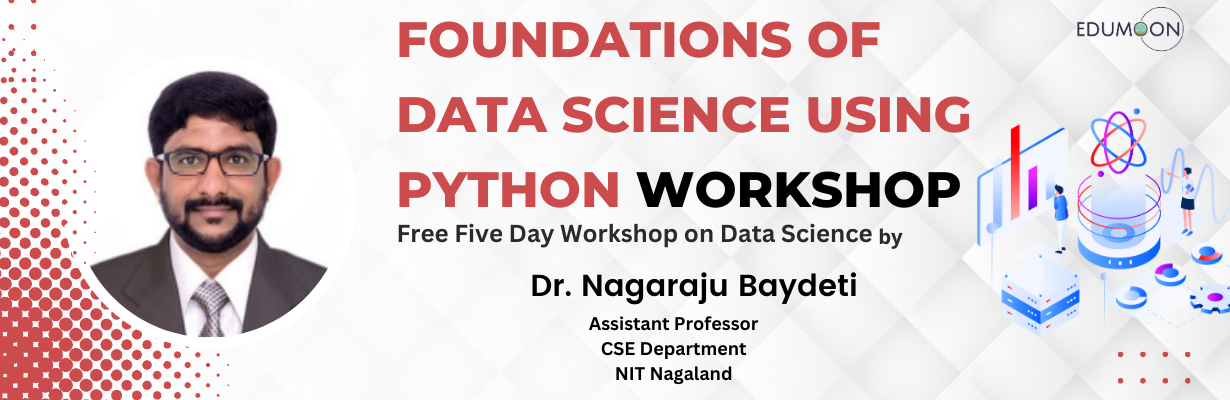 EDUMOON
FOUNDATIONS OF
DATA SCIENCE USING
PYTHON WORKSHOP
Free Five Day Workshop on Data Science by
Dr. Nagaraju Baydeti
Assistant Professor
CSE Department
NIT Nagaland